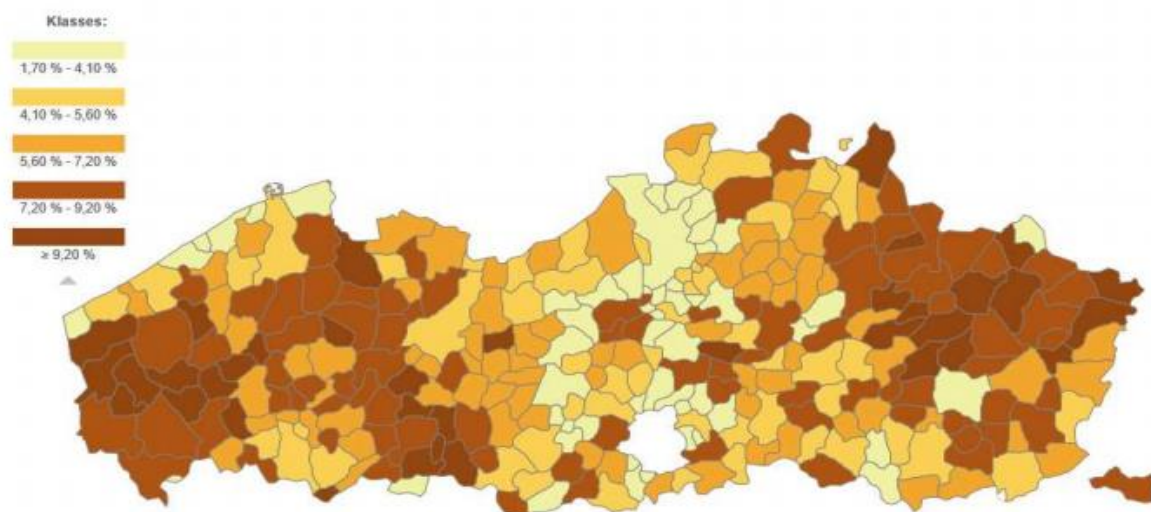 Klasses:
1,70 % - 4,10 %
4,10 % - 5,60 %
5,60 % - 7,20 %
7,20 % - 9,20 %
≥ 9,20 %